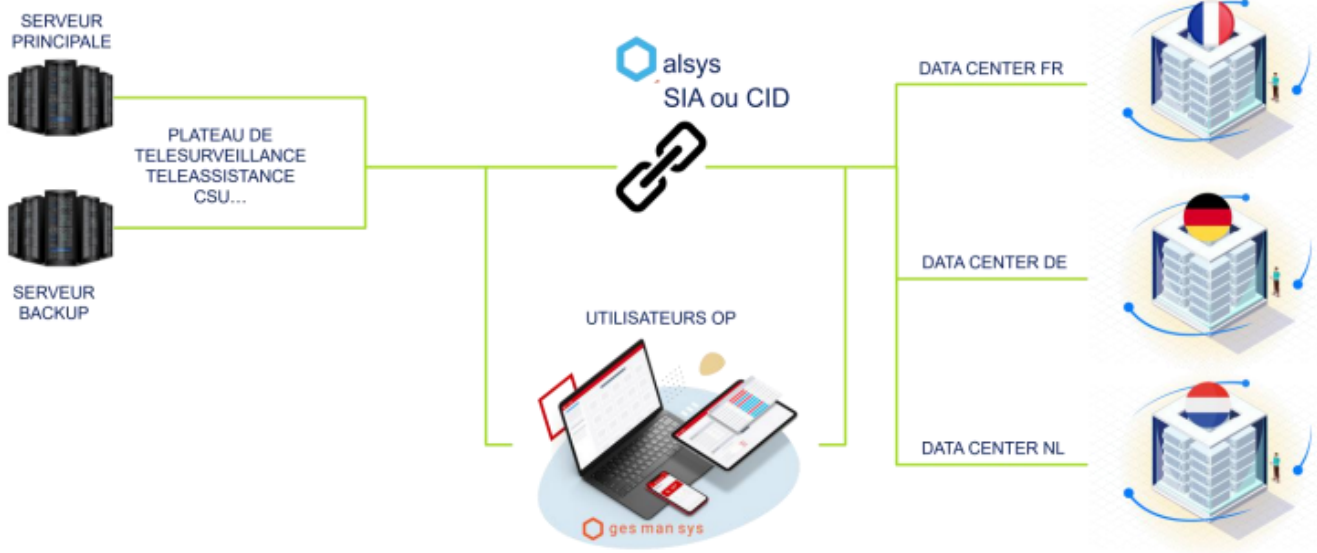 SERVEUR
PRINCIPALE
PLATEAU DE
TELESURVEILLANCE
TELEASSISTANCE
CSU...
SERVEUR
BACKUP
alsys
SIA ou CID
UTILISATEURS OP
ges man sys
DATA CENTER FR
DATA CENTER DE
DATA CENTER NL